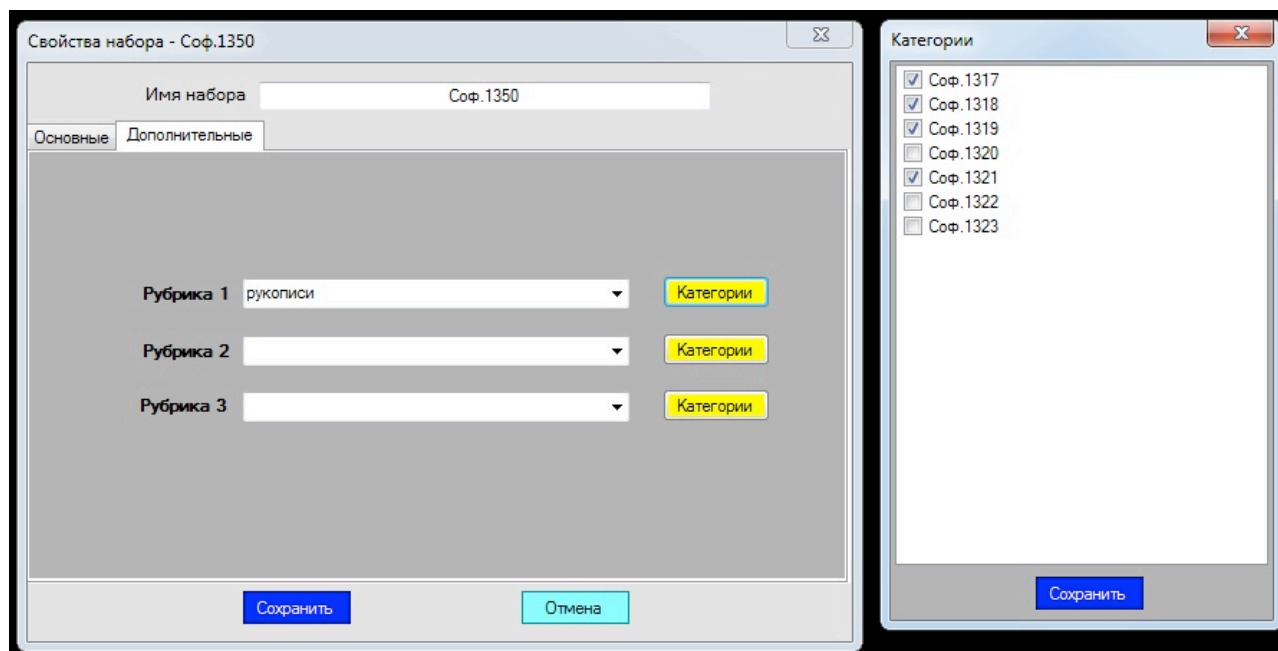 Свойства набора - Соф.1350
Имя набора Соф.1350
Основные Дополнительные
Рубрика 1 рукописи Категории
Рубрика 2 Категории
Рубрика 3 Категории
Сохранить Отмена
Категории
Соф.1317
Соф.1318
Соф.1319
Соф.1320
Соф.1321
Соф.1322
Соф.1323
Сохранить